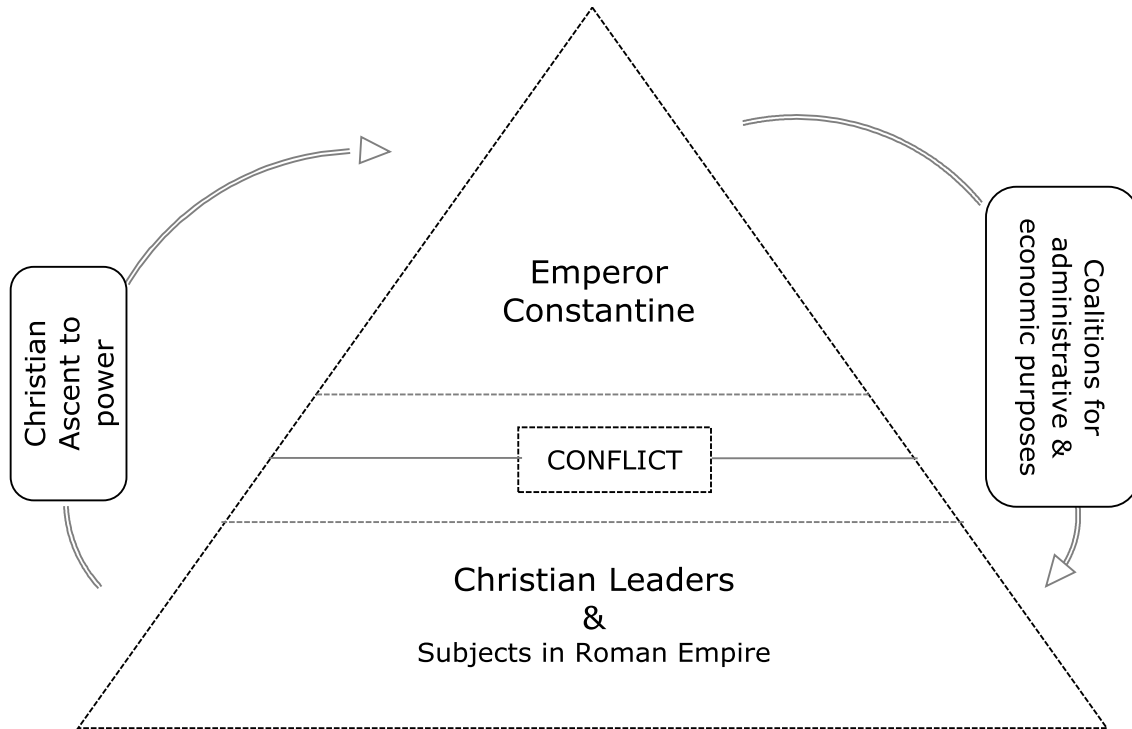 Emperor
Constantine
CONFLICT
Christian Leaders
&
Subjects in Roman Empire
Christian
Ascent to
power
Coalitions for
administrative &
economic purposes